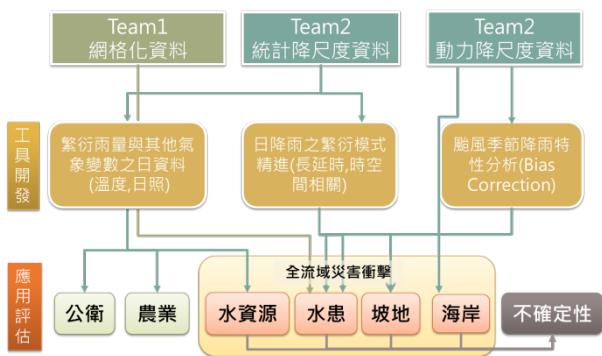 Team1
網格化資料
Team2
統計降尺度資料
Team2
動力降尺度資料
工具開發
繁衍雨量與其他氣
象變數之日資料
(溫度,日照)
日降雨之繁衍模式
精進(長延時,時空
間相關)
颱風季節降雨特
性分析(Bias
Correction)
應用評估
全流域災害衝擊
公衛
農業
水資源
水患
坡地
海岸
不確定性